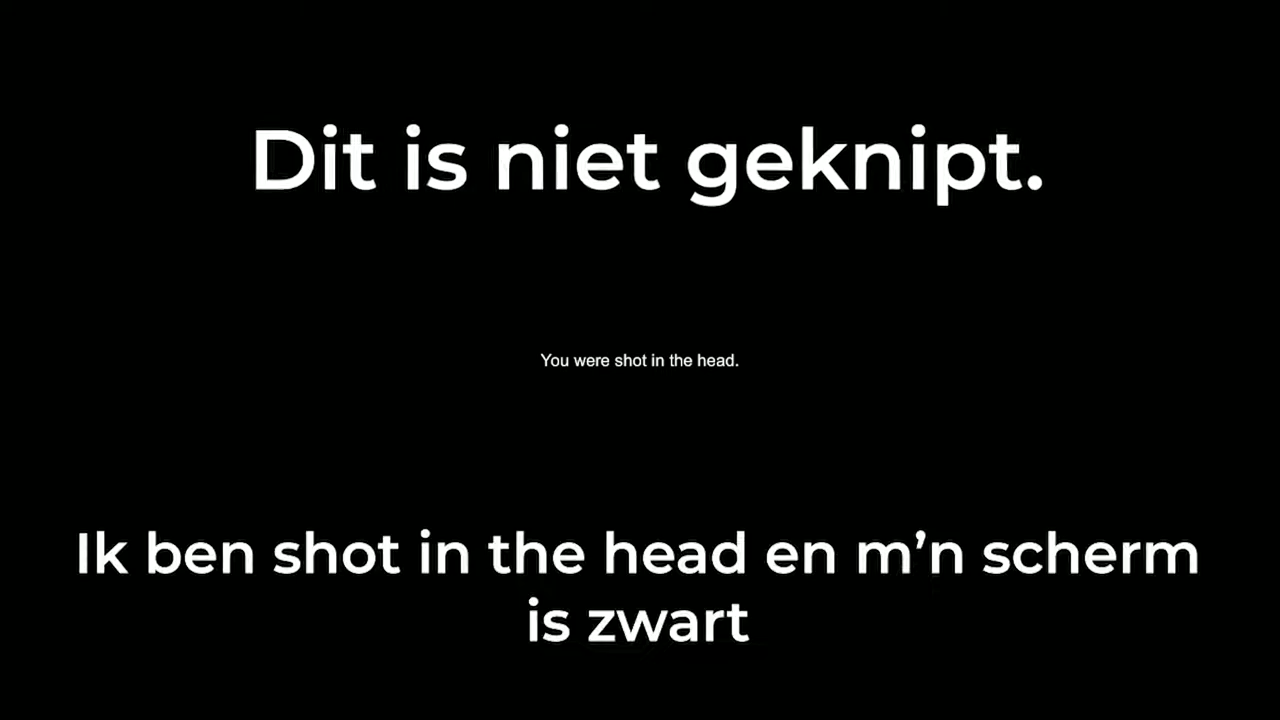 Dit is niet geknipt.
You were shot in the head.
Ik ben shot in the head en m’n scherm
is zwart